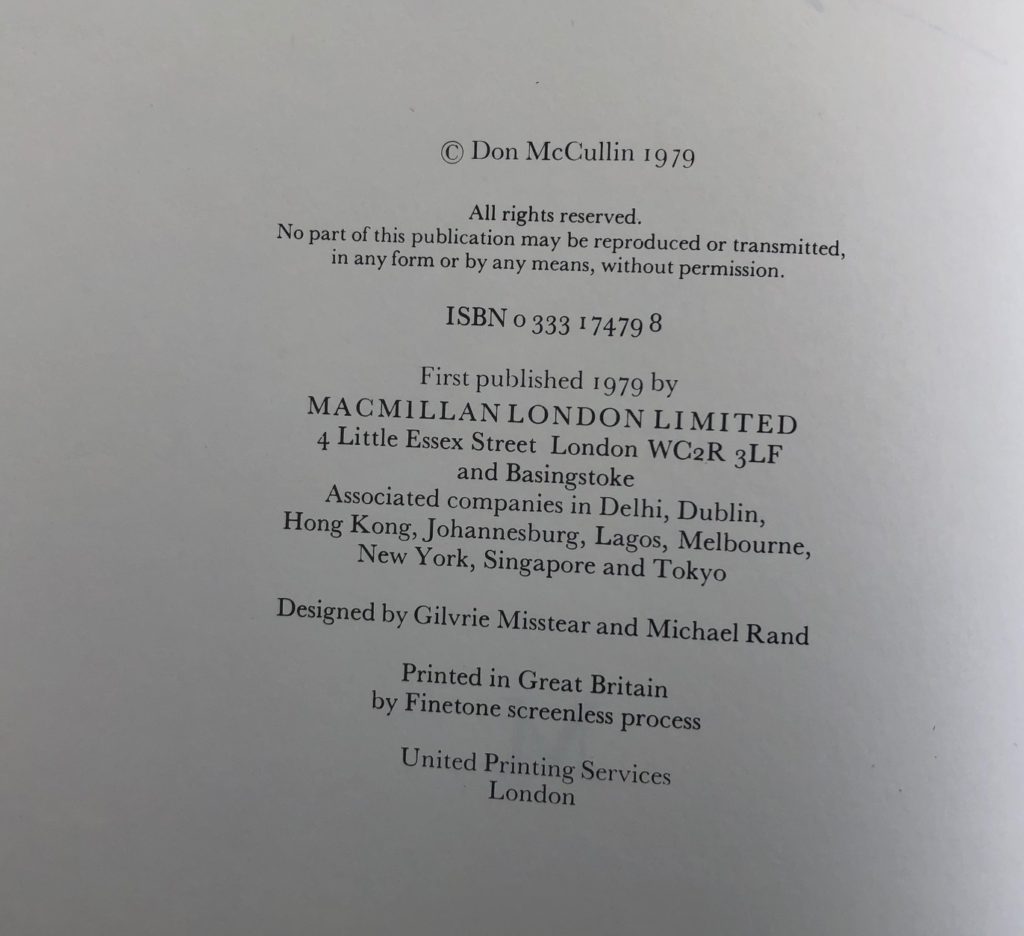 © Don McCullin 1979
All rights reserved.
No part of this publication may be reproduced or transmitted,
in any form or by any means, without permission.
ISBN 0 333 17479 8
First published 1979 by
MACMILLAN LONDON LIMITED
4 Little Essex Street London WC2R 3LF
and Basingstoke
Associated companies in Delhi, Dublin,
Hong Kong, Johannesburg, Lagos, Melbourne,
New York, Singapore and Tokyo
Designed by Gilvrie Misstear and Michael Rand
Printed in Great Britain
by Finetone screenless process
United Printing Services
London